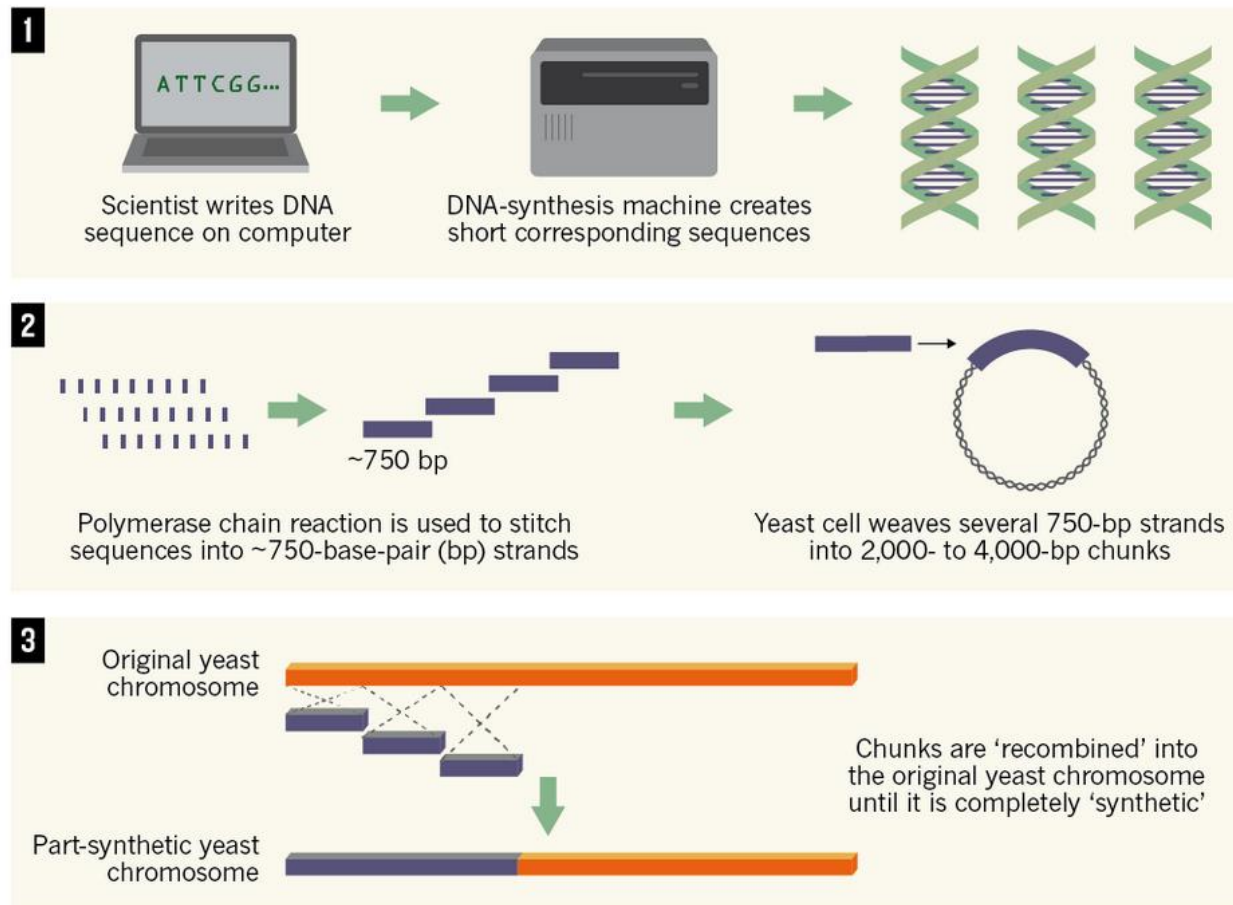 1
ATTCGG...
Scientist writes DNA
sequence on computer
DNA-synthesis machine creates
short corresponding sequences
2
~750 bp
Polymerase chain reaction is used to stitch
sequences into ~750-base-pair (bp) strands
Yeast cell weaves several 750-bp strands
into 2,000- to 4,000-bp chunks
3
Original yeast
chromosome
Chunks are ‘recombined’ into
the original yeast chromosome
until it is completely ‘synthetic’
Part-synthetic yeast
chromosome